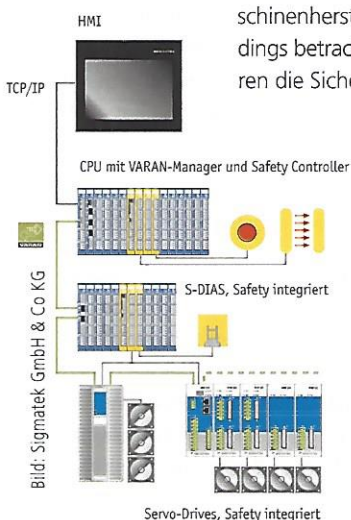 schinenherst
dings betrac
ren die Siche
HMI
TCP/IP
CPU mit VARAN-Manager und Safety Controller
VARAN
S-DIAS, Safety integriert
Bild: Sigmatek GmbH & Co KG
Servo-Drives, Safety integriert